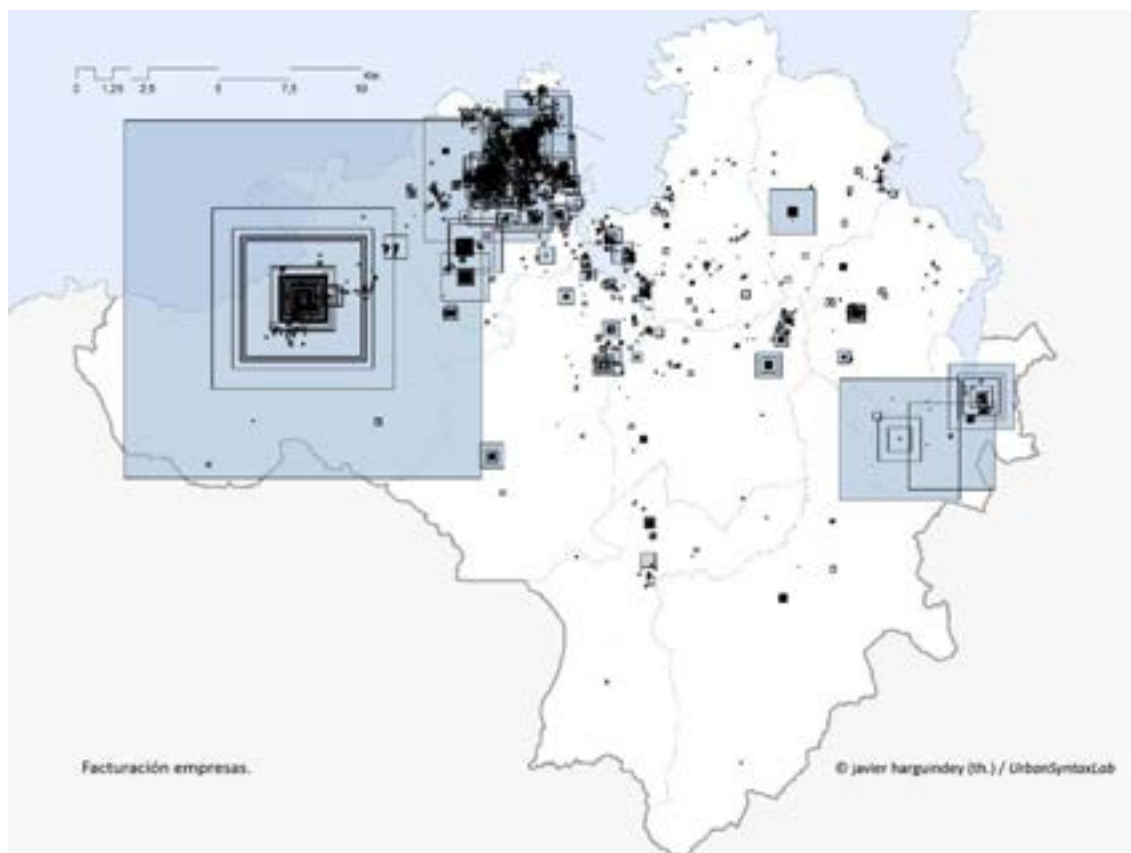 Km
0 1,25 2,5 5 7,5 10
Facturación empresas.
© javier harguindey (th.) / UrbanSyntaxLab